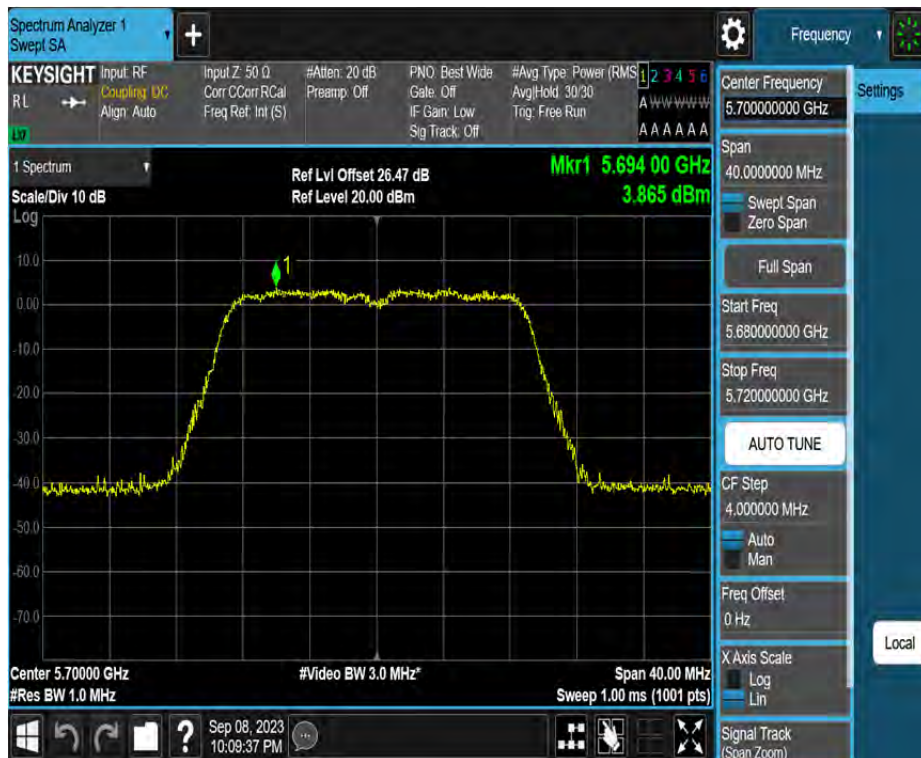 Spectrum Analyzer 1
Swept SA
+
Frequency
KEYSIGHT
RL
LXI
Input: RF
Coupling: DC
Align: Auto
Input Z: 50 Ω
Corr CCorr RCal
Freq Ref: Int (S)
#Atten: 20 dB
Preamp: Off
PNO: Best Wide
Gate: Off
IF Gain: Low
Sig Track: Off
#Avg Type: Power (RMS
Avg|Hold: 30/30
Trig: Free Run
1 2 3 4 5 6
A W W W W W
A A A A A A
1 Spectrum
Scale/Div 10 dB
Log
Ref Lvl Offset 26.47 dB
Ref Level 20.00 dBm
Mkr1 5.694 00 GHz
3.865 dBm
1
10.0
0.00
-10.0
-20.0
-30.0
-40.0
-50.0
-60.0
-70.0
Center 5.70000 GHz
#Res BW 1.0 MHz
#Video BW 3.0 MHz*
Span 40.00 MHz
Sweep 1.00 ms (1001 pts)
?
Sep 08, 2023
10:09:37 PM
Center Frequency
5.700000000 GHz
Span
40.0000000 MHz
Swept Span
Zero Span
Full Span
Start Freq
5.680000000 GHz
Stop Freq
5.720000000 GHz
AUTO TUNE
CF Step
4.000000 MHz
Auto
Man
Freq Offset
0 Hz
X Axis Scale
Log
Lin
Signal Track
(Span Zoom)
Settings
Local